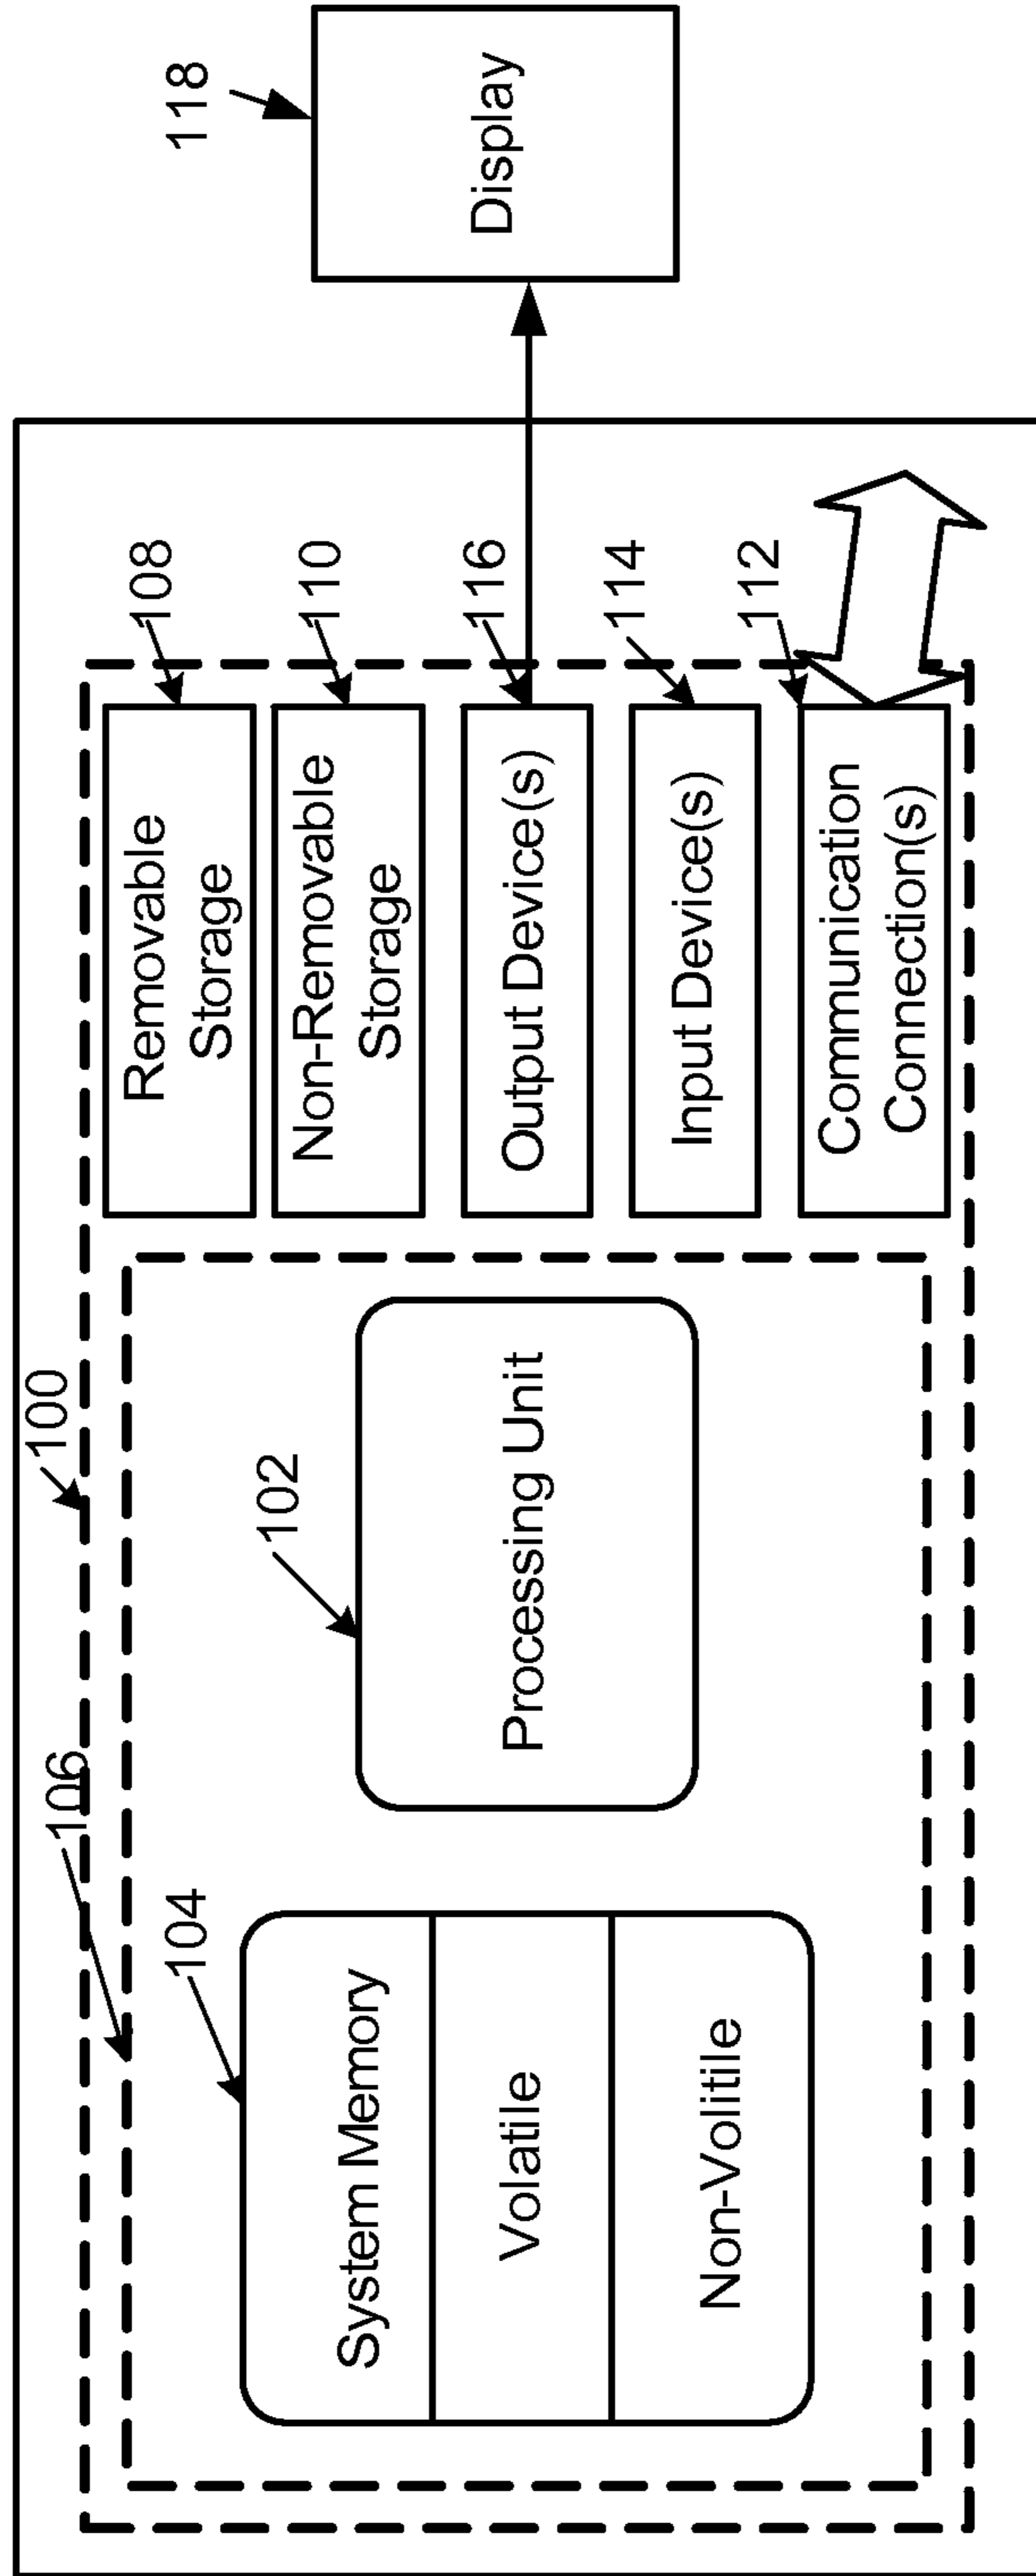 100
106
104
System Memory
Volatile
Non-Volitile
102
Processing Unit
108
Removable
Storage
110
Non-Removable
Storage
116
Output Device(s)
114
Input Device(s)
112
Communication
Connection(s)
118
Display